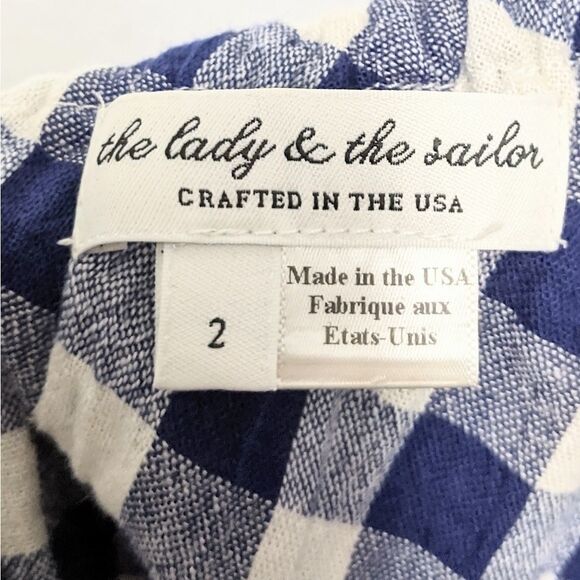 the lady & the sailor
CRAFTED IN THE USA
2
Made in the USA
Fabrique aux
Etats-Unis